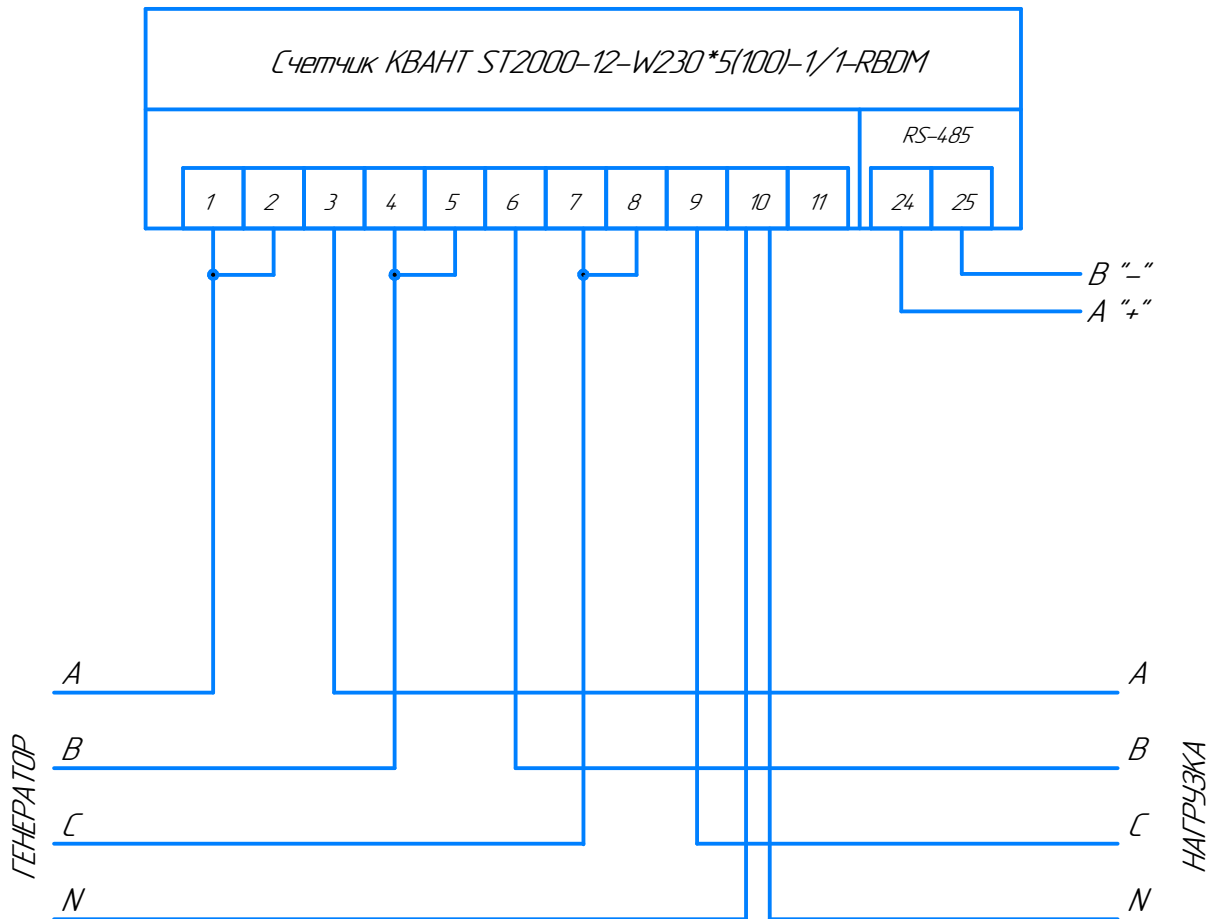 Счетчик КВАНТ ST2000-12-W230*5(100)-1/1-RBDM
RS-485
1 2 3 4 5 6 7 8 9 10 11 24 25
B "-"
A "+"
ГЕНЕРАТОР
A
B
C
N
A
B
C
N
НАГРУЗКА